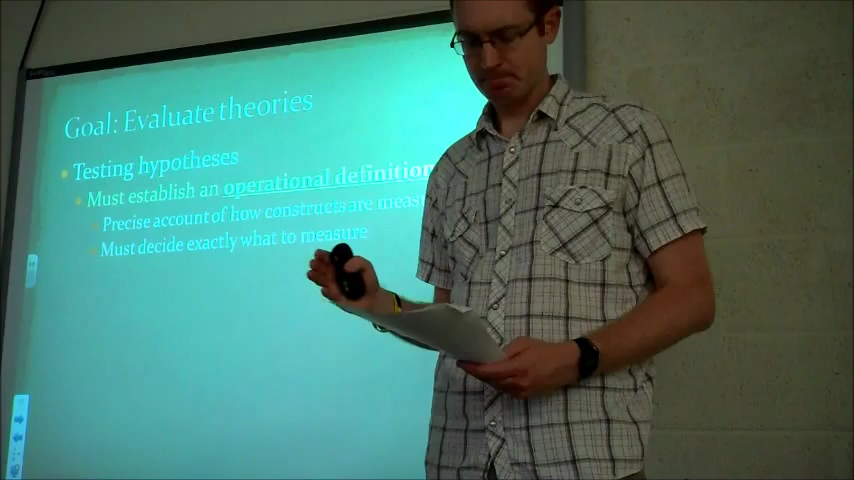 Goal: Evaluate theories
Testing hypotheses
Must establish an operational definition
Precise account of how constructs are meas
Must decide exactly what to measure